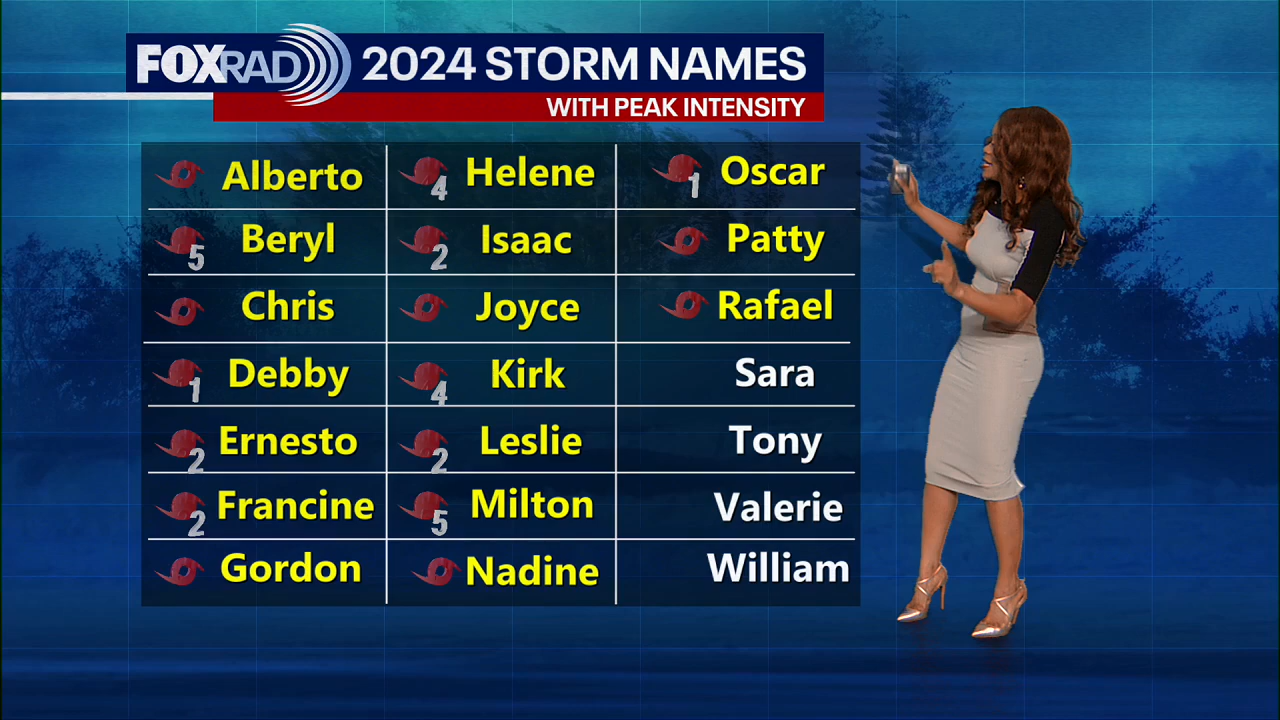 FOXRAD 2024 STORM NAMES
WITH PEAK INTENSITY
Alberto 4 Helene 1 Oscar
5 Beryl 2 Isaac Patty
Chris Joyce Rafael
1 Debby 4 Kirk Sara
2 Ernesto 2 Leslie Tony
2 Francine 5 Milton Valerie
Gordon Nadine William